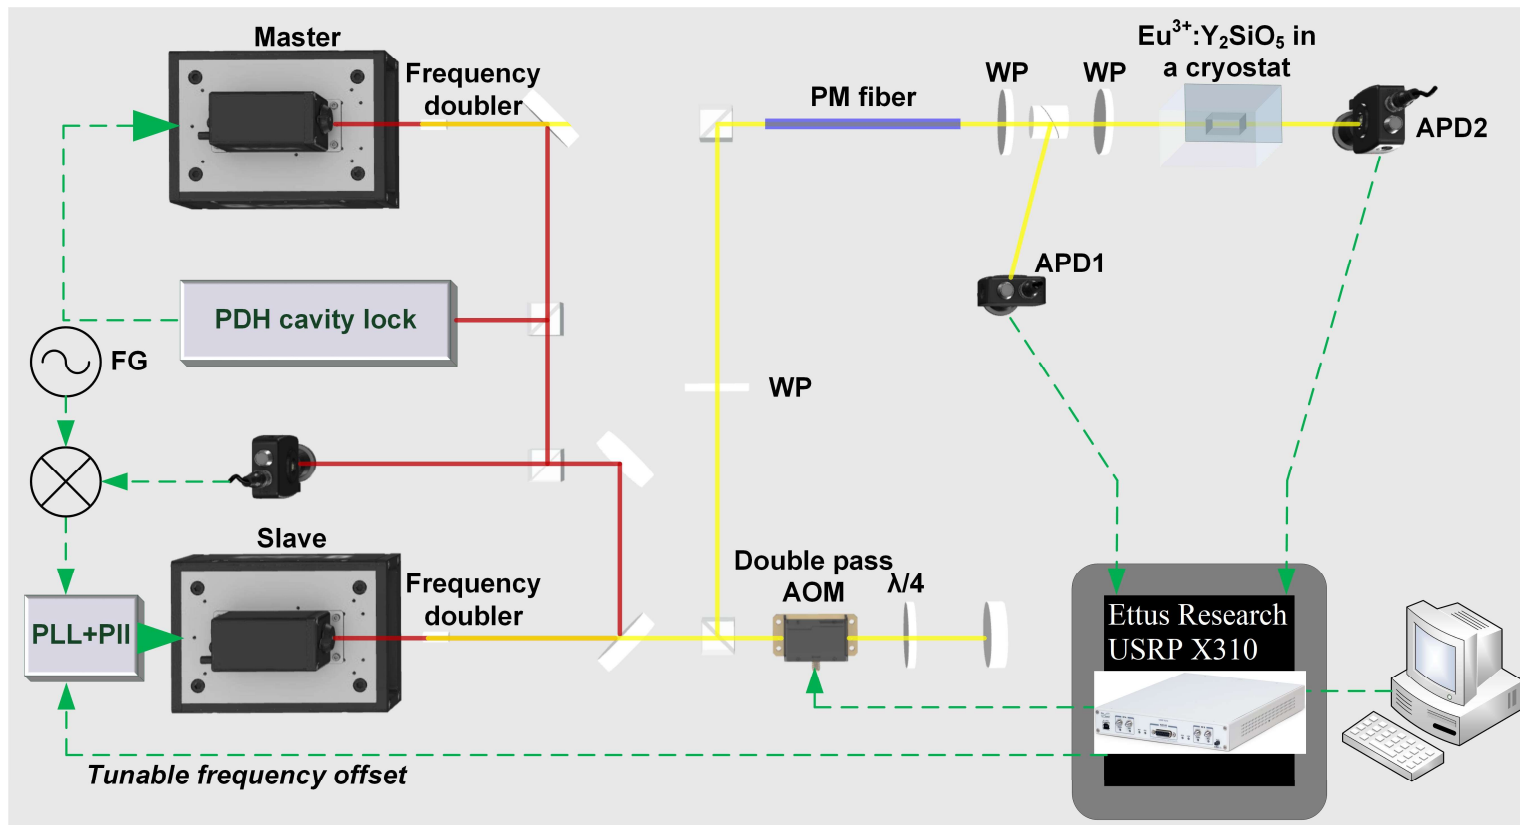 Master
Frequency
doubler
PDH cavity lock
FG
Slave
Frequency
doubler
PLL+PII
Tunable frequency offset
WP
PM fiber
WP
WP
Eu³⁺:Y₂SiO₅ in
a cryostat
APD2
APD1
Double pass
AOM
λ/4
Ettus Research
USRP X310